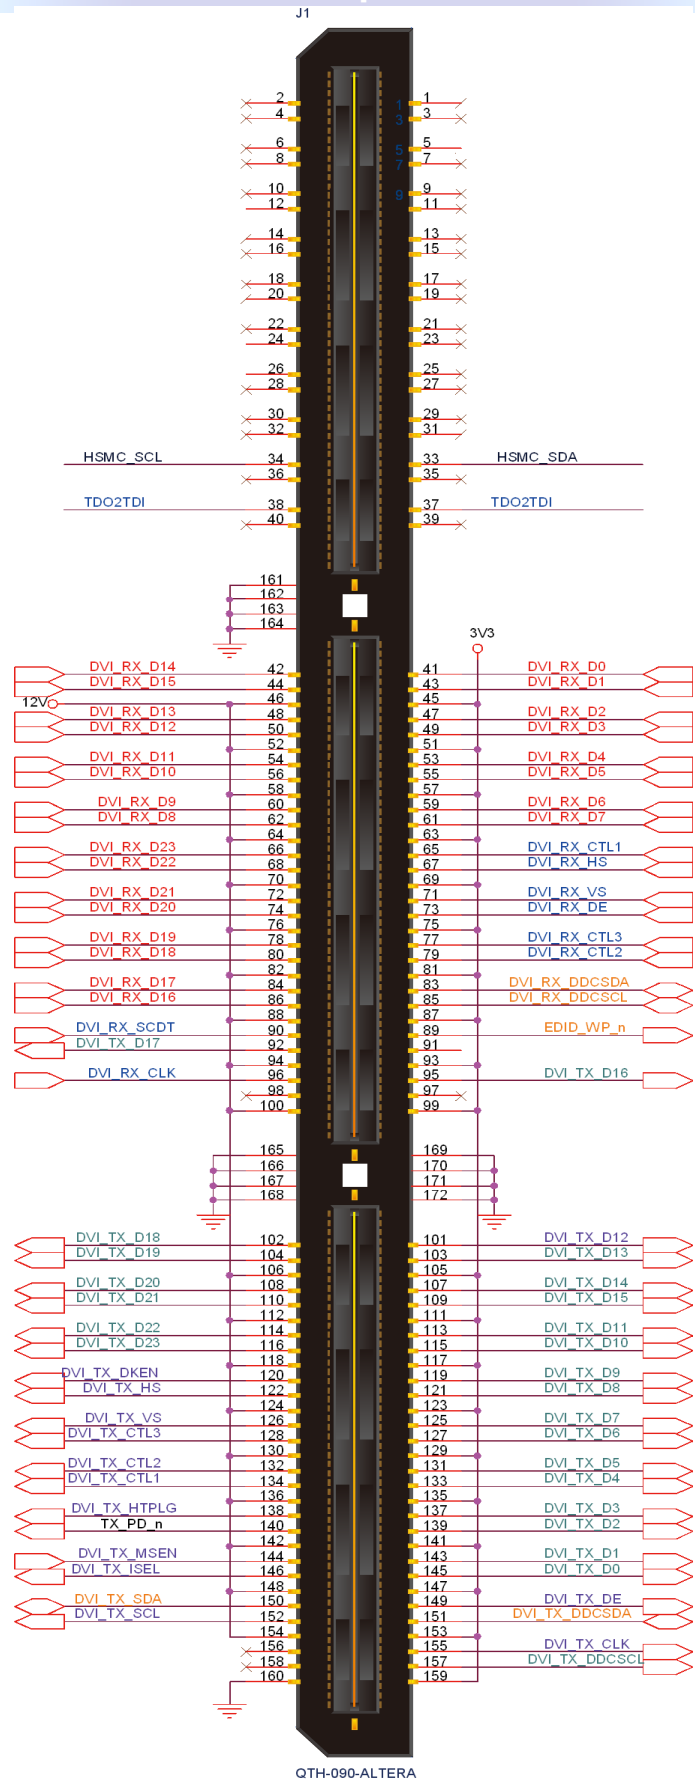 J1
2 1 1
4 3 3
6 5 5
8 7 7
10 9 9
12 11
14 13
16 15
18 17
20 19
22 21
24 23
26 25
28 27
30 29
32 31
HSMC_SCL 34 33 HSMC_SDA
36 35
TDO2TDI 38 37 TDO2TDI
40 39
161
162
163
164
3V3
DVI_RX_D14 42 41 DVI_RX_D0
DVI_RX_D15 44 43 DVI_RX_D1
12V 46 45
DVI_RX_D13 48 47 DVI_RX_D2
DVI_RX_D12 50 49 DVI_RX_D3
52 51
DVI_RX_D11 54 53 DVI_RX_D4
DVI_RX_D10 56 55 DVI_RX_D5
58 57
DVI_RX_D9 60 59 DVI_RX_D6
DVI_RX_D8 62 61 DVI_RX_D7
64 63
DVI_RX_D23 66 65 DVI_RX_CTL1
DVI_RX_D22 68 67 DVI_RX_HS
70 69
DVI_RX_D21 72 71 DVI_RX_VS
DVI_RX_D20 74 73 DVI_RX_DE
76 75
DVI_RX_D19 78 77 DVI_RX_CTL3
DVI_RX_D18 80 79 DVI_RX_CTL2
82 81
DVI_RX_D17 84 83 DVI_RX_DDCSDA
DVI_RX_D16 86 85 DVI_RX_DDCSCL
88 87
DVI_RX_SCDT 90 89 EDID_WP_n
DVI_TX_D17 92 91
94 93
DVI_RX_CLK 96 95 DVI_TX_D16
98 97
100 99
165 169
166 170
167 171
168 172
DVI_TX_D18 102 101 DVI_TX_D12
DVI_TX_D19 104 103 DVI_TX_D13
106 105
DVI_TX_D20 108 107 DVI_TX_D14
DVI_TX_D21 110 109 DVI_TX_D15
112 111
DVI_TX_D22 114 113 DVI_TX_D11
DVI_TX_D23 116 115 DVI_TX_D10
118 117
DVI_TX_DKEN 120 119 DVI_TX_D9
DVI_TX_HS 122 121 DVI_TX_D8
124 123
DVI_TX_VS 126 125 DVI_TX_D7
DVI_TX_CTL3 128 127 DVI_TX_D6
130 129
DVI_TX_CTL2 132 131 DVI_TX_D5
DVI_TX_CTL1 134 133 DVI_TX_D4
136 135
DVI_TX_HTPLG 138 137 DVI_TX_D3
TX_PD_n 140 139 DVI_TX_D2
142 141
DVI_TX_MSEN 144 143 DVI_TX_D1
DVI_TX_ISEL 146 145 DVI_TX_D0
148 147
DVI_TX_SDA 150 149 DVI_TX_DE
DVI_TX_SCL 152 151 DVI_TX_DDCSDA
154 153
156 155 DVI_TX_CLK
158 157 DVI_TX_DDCSCL
160 159
QTH-090-ALTERA